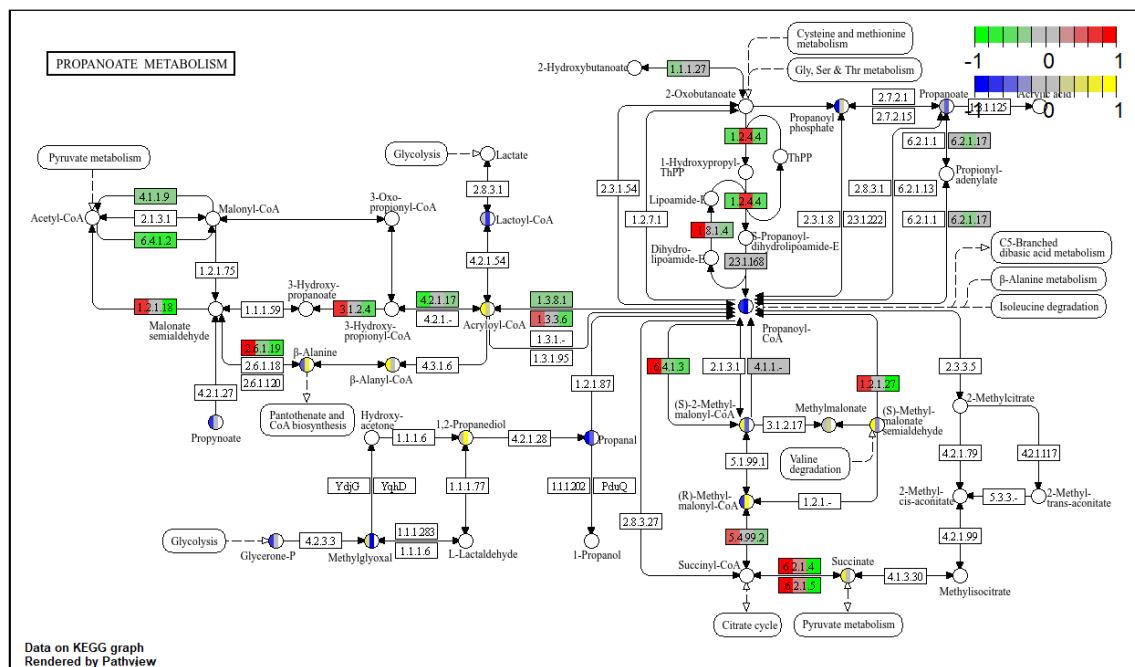 PROPANOATE METABOLISM
Cysteine and methionine
metabolism
Gly, Ser & Thr metabolism
-1 0 1
-1 0 1
2-Hydroxybutanoate
1.1.1.27
2-Oxobutanoate
Propanoyl
phosphate
2.7.2.1
2.7.2.15
Propanoate
Acrylic acid
1.2.4.4
ThPP
1-Hydroxypropyl-
ThPP
6.2.1.1
6.2.1.17
Propionyl-
adenylate
Lipoamide-E
1.2.4.4
2.3.1.54
1.2.7.1
1.8.1.4
S-Propanoyl-
dihydrolipoamide-E
Dihydro-
lipoamide-E
2.3.1.168
2.8.3.1
6.2.1.13
2.3.1.8
2.3.1.222
6.2.1.1
6.2.1.17
C5-Branched
dibasic acid metabolism
β-Alanine metabolism
Isoleucine degradation
Propanoyl-
CoA
Pyruvate metabolism
Glycolysis
Lactate
2.8.3.1
Lactoyl-CoA
4.2.1.54
Acetyl-CoA
4.1.1.9
2.1.3.1
6.4.1.2
Malonyl-CoA
3-Oxo-
propionyl-CoA
1.2.1.75
1.2.1.18
Malonate
semialdehyde
1.1.1.59
3-Hydroxy-
propanoate
3.1.2.4
3-Hydroxy-
propionyl-CoA
4.2.1.17
4.2.1.-
Acryloyl-CoA
1.3.8.1
1.3.3.6
1.3.1.-
1.3.1.95
2.6.1.19
2.6.1.18
2.6.1.120
β-Alanine
β-Alanyl-CoA
4.3.1.6
4.2.1.27
Propynoate
Pantothenate and
CoA biosynthesis
1.2.1.87
Hydroxy-
acetone
1.1.1.6
1,2-Propanediol
4.2.1.28
Propanal
YdjG
YqhD
1.1.1.77
1.1.1.202
PduQ
Glycolysis
Glycerone-P
4.2.3.3
Methylglyoxal
1.1.1.283
1.1.1.6
L-Lactaldehyde
1-Propanol
6.4.1.3
2.1.3.1
4.1.1.-
1.2.1.27
2.3.3.5
(S)-2-Methyl-
malonyl-CoA
3.1.2.17
Methylmalonate
(S)-Methyl-
malonate
semialdehyde
2-Methylcitrate
Valine
degradation
5.1.99.1
4.2.1.79
4.2.1.117
(R)-Methyl-
malonyl-CoA
1.2.1.-
2-Methyl-
cis-aconitate
5.3.3.-
2-Methyl-
trans-aconitate
2.8.3.27
5.4.99.2
4.2.1.99
Succinyl-CoA
6.2.1.4
6.2.1.5
Succinate
4.1.3.30
Methylisocitrate
Citrate cycle
Pyruvate metabolism
Data on KEGG graph
Rendered by Pathview